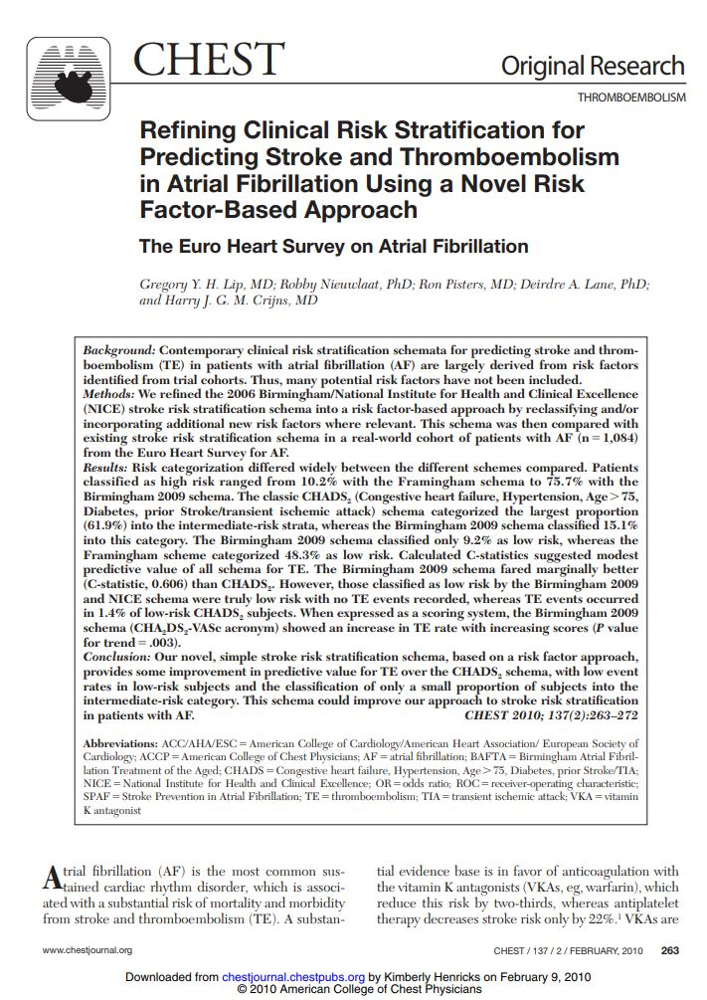 CHEST
Original Research
THROMBOEMBOLISM
Refining Clinical Risk Stratification for
Predicting Stroke and Thromboembolism
in Atrial Fibrillation Using a Novel Risk
Factor-Based Approach
The Euro Heart Survey on Atrial Fibrillation
Gregory Y. H. Lip, MD; Robby Nieuwlaat, PhD; Ron Pisters, MD; Deirdre A. Lane, PhD;
and Harry J. G. M. Crijns, MD
Background: Contemporary clinical risk stratification schemata for predicting stroke and throm-
boembolism (TE) in patients with atrial fibrillation (AF) are largely derived from risk factors
identified from trial cohorts. Thus, many potential risk factors have not been included.
Methods: We refined the 2006 Birmingham/National Institute for Health and Clinical Excellence
(NICE) stroke risk stratification schema into a risk factor-based approach by reclassifying and/or
incorporating additional new risk factors where relevant. This schema was then compared with
existing stroke risk stratification schema in a real-world cohort of patients with AF (n = 1,084)
from the Euro Heart Survey for AF.
Results: Risk categorization differed widely between the different schemes compared. Patients
classified as high risk ranged from 10.2% with the Framingham schema to 75.7% with the
Birmingham 2009 schema. The classic CHADS₂ (Congestive heart failure, Hypertension, Age > 75,
Diabetes, prior Stroke/transient ischemic attack) schema categorized the largest proportion
(61.9%) into the intermediate-risk strata, whereas the Birmingham 2009 schema classified 15.1%
into this category. The Birmingham 2009 schema classified only 9.2% as low risk, whereas the
Framingham scheme categorized 48.3% as low risk. Calculated C-statistics suggested modest
predictive value of all schema for TE. The Birmingham 2009 schema fared marginally better
(C-statistic, 0.606) than CHADS₂. However, those classified as low risk by the Birmingham 2009
and NICE schema were truly low risk with no TE events recorded, whereas TE events occurred
in 1.4% of low-risk CHADS₂ subjects. When expressed as a scoring system, the Birmingham 2009
schema (CHA₂DS₂-VASc acronym) showed an increase in TE rate with increasing scores (P value
for trend = .003).
Conclusion: Our novel, simple stroke risk stratification schema, based on a risk factor approach,
provides some improvement in predictive value for TE over the CHADS₂ schema, with low event
rates in low-risk subjects and the classification of only a small proportion of subjects into the
intermediate-risk category. This schema could improve our approach to stroke risk stratification
in patients with AF. CHEST 2010; 137(2):263–272
Abbreviations: ACC/AHA/ESC = American College of Cardiology/American Heart Association/ European Society of
Cardiology; ACCP = American College of Chest Physicians; AF = atrial fibrillation; BAFTA = Birmingham Atrial Fibril-
lation Treatment of the Aged; CHADS = Congestive heart failure, Hypertension, Age > 75, Diabetes, prior Stroke/TIA;
NICE = National Institute for Health and Clinical Excellence; OR = odds ratio; ROC = receiver-operating characteristic;
SPAF = Stroke Prevention in Atrial Fibrillation; TE = thromboembolism; TIA = transient ischemic attack; VKA = vitamin
K antagonist
Atrial fibrillation (AF) is the most common sus-
tained cardiac rhythm disorder, which is associ-
ated with a substantial risk of mortality and morbidity
from stroke and thromboembolism (TE). A substan-
tial evidence base is in favor of anticoagulation with
the vitamin K antagonists (VKAs, eg, warfarin), which
reduce this risk by two-thirds, whereas antiplatelet
therapy decreases stroke risk only by 22%.¹ VKAs are
www.chestjournal.org
CHEST / 137 / 2 / FEBRUARY, 2010 263
Downloaded from chestjournal.chestpubs.org by Kimberly Henricks on February 9, 2010
© 2010 American College of Chest Physicians